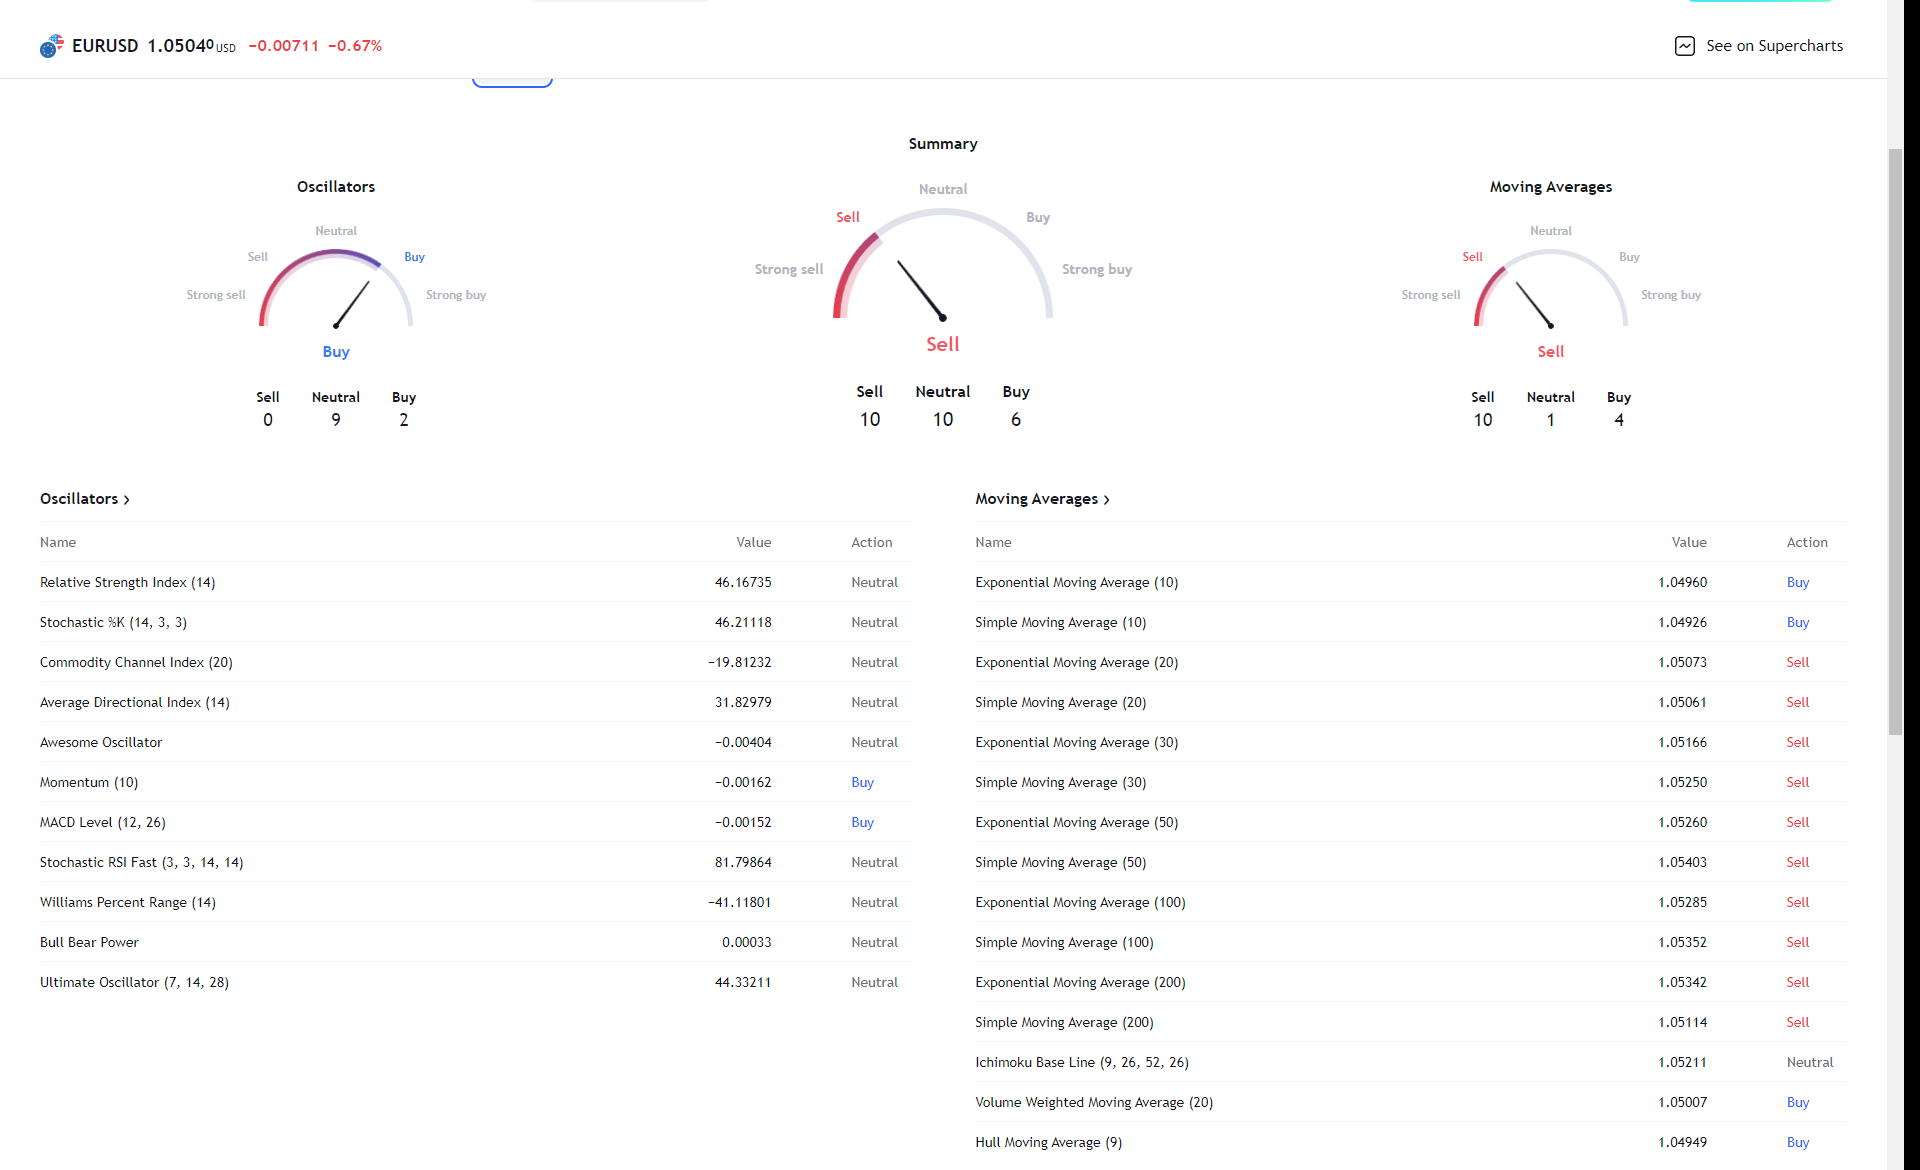 EURUSD 1.05040 USD −0.00711 −0.67%
See on Supercharts
Summary
Neutral
Sell
Buy
Strong sell
Strong buy
Sell
Sell Neutral Buy
10 10 6
Oscillators
Neutral
Sell
Buy
Strong sell
Strong buy
Buy
Sell Neutral Buy
0 9 2
Moving Averages
Neutral
Sell
Buy
Strong sell
Strong buy
Sell
Sell Neutral Buy
10 1 4
Oscillators ›
Name Value Action
Relative Strength Index (14) 46.16735 Neutral
Stochastic %K (14, 3, 3) 46.21118 Neutral
Commodity Channel Index (20) −19.81232 Neutral
Average Directional Index (14) 31.82979 Neutral
Awesome Oscillator −0.00404 Neutral
Momentum (10) −0.00162 Buy
MACD Level (12, 26) −0.00152 Buy
Stochastic RSI Fast (3, 3, 14, 14) 81.79864 Neutral
Williams Percent Range (14) −41.11801 Neutral
Bull Bear Power 0.00033 Neutral
Ultimate Oscillator (7, 14, 28) 44.33211 Neutral
Moving Averages ›
Name Value Action
Exponential Moving Average (10) 1.04960 Buy
Simple Moving Average (10) 1.04926 Buy
Exponential Moving Average (20) 1.05073 Sell
Simple Moving Average (20) 1.05061 Sell
Exponential Moving Average (30) 1.05166 Sell
Simple Moving Average (30) 1.05250 Sell
Exponential Moving Average (50) 1.05260 Sell
Simple Moving Average (50) 1.05403 Sell
Exponential Moving Average (100) 1.05285 Sell
Simple Moving Average (100) 1.05352 Sell
Exponential Moving Average (200) 1.05342 Sell
Simple Moving Average (200) 1.05114 Sell
Ichimoku Base Line (9, 26, 52, 26) 1.05211 Neutral
Volume Weighted Moving Average (20) 1.05007 Buy
Hull Moving Average (9) 1.04949 Buy